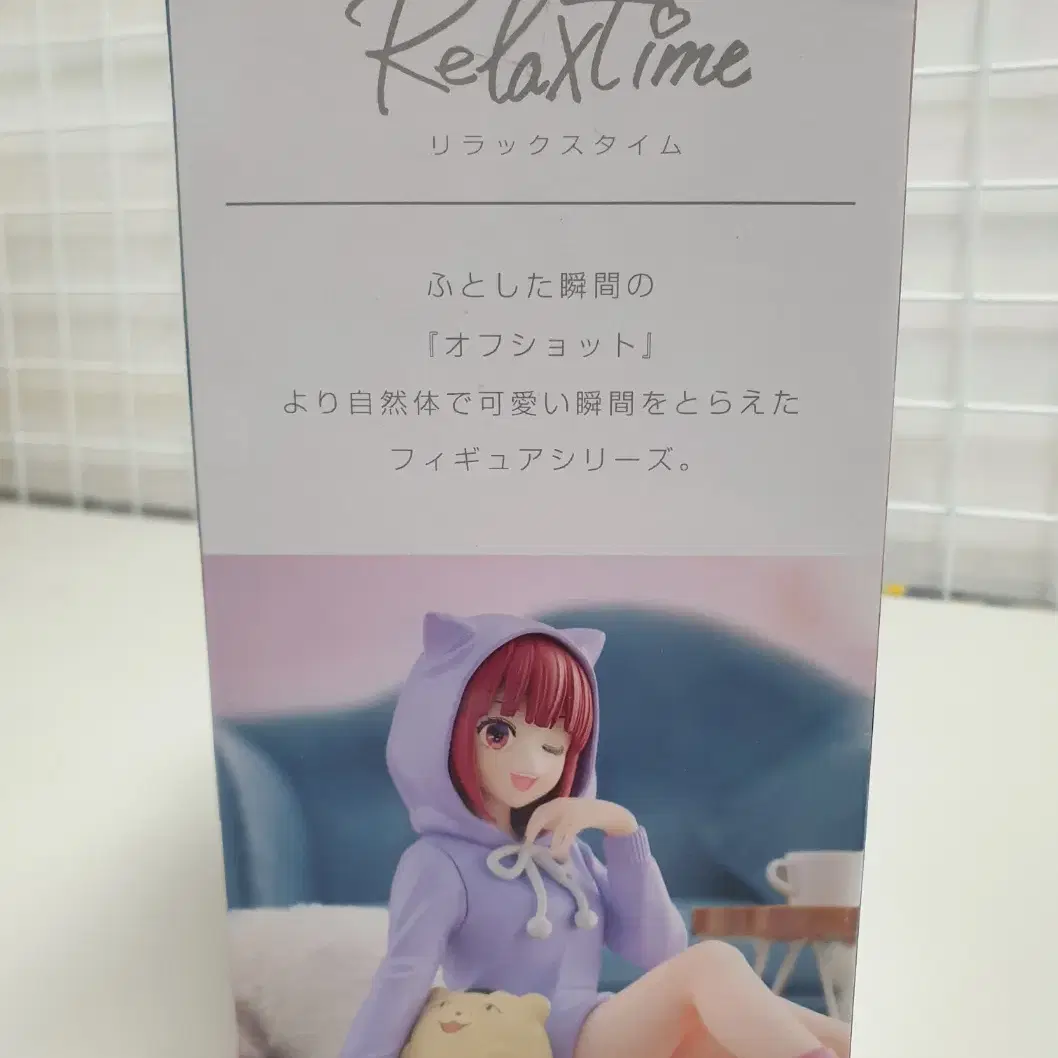 RelaxTime
リラックスタイム
ふとした瞬間の
『オフショット』
より自然体で可愛い瞬間をとらえた
フィギュアシリーズ。